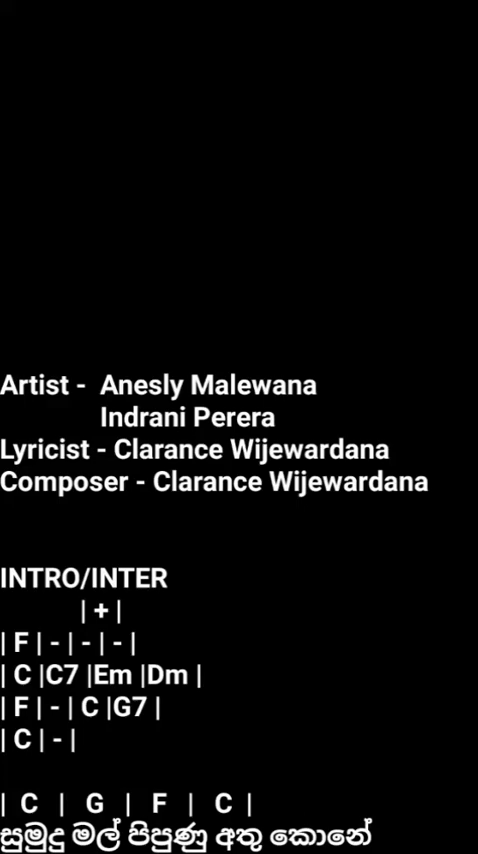 Artist - Anesly Malewana
Indrani Perera
Lyricist - Clarance Wijewardana
Composer - Clarance Wijewardana
INTRO/INTER
| + |
| F | - | - | - |
| C |C7 |Em |Dm |
| F | - | C |G7 |
| C | - |
| C | G | F | C |
සුමුදු මල් පිපුණු අතු කොනේ